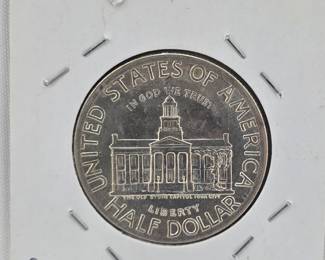 UNITED STATES OF AMERICA
IN GOD WE TRUST
THE OLD STONE CAPITOL IOWA CITY
LIBERTY
HALF DOLLAR